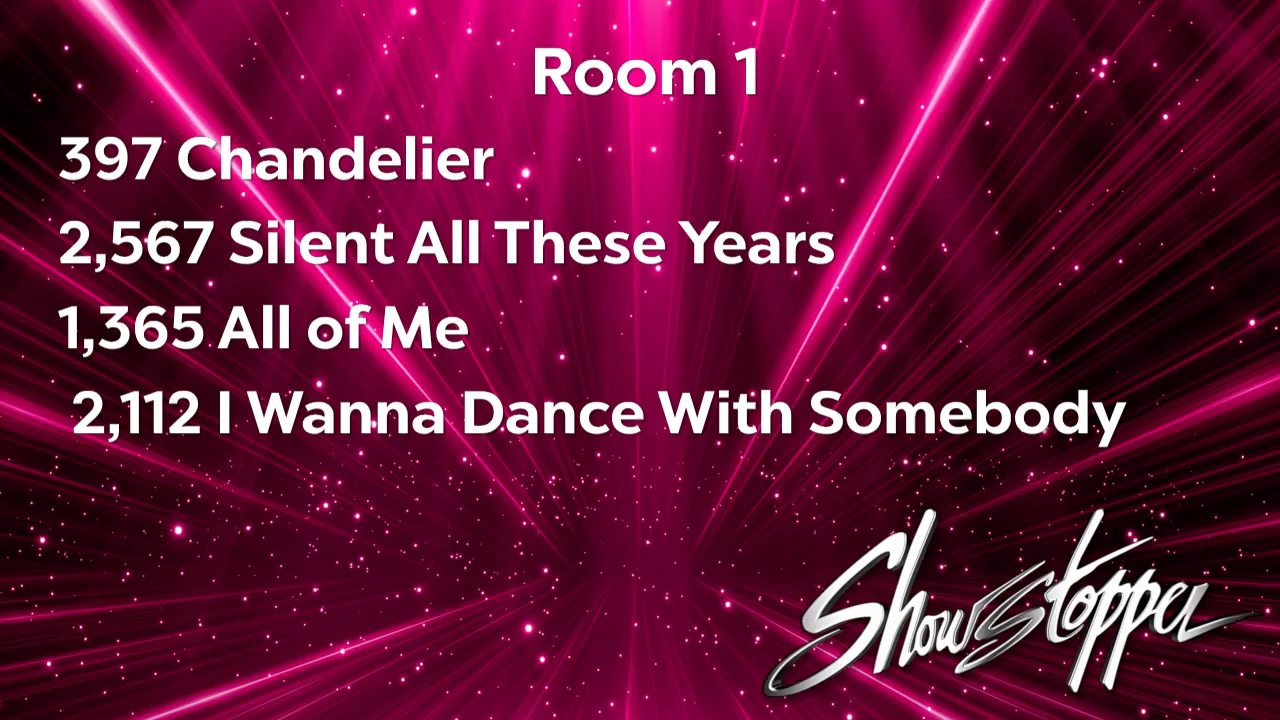 Room 1
397 Chandelier
2,567 Silent All These Years
1,365 All of Me
2,112 I Wanna Dance With Somebody
ShowStopper